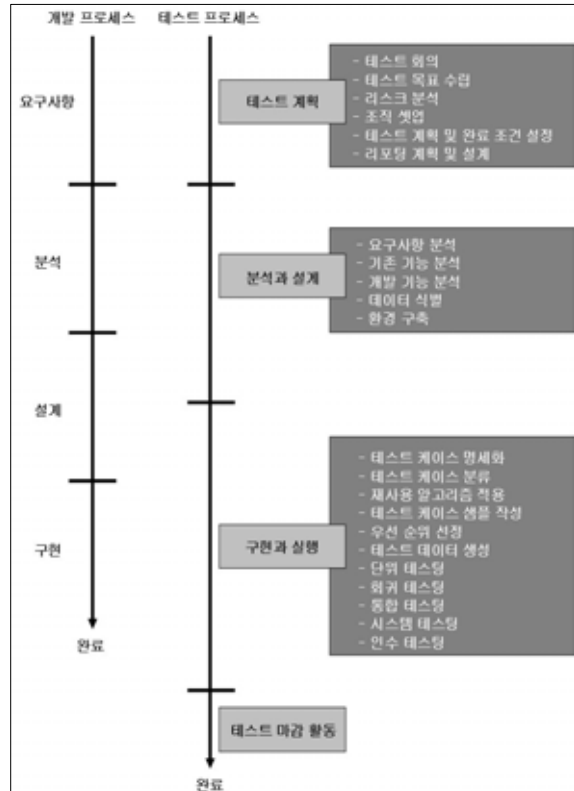 개발 프로세스
테스트 프로세스
요구사항
테스트 계획
- 테스트 회의
- 테스트 목표 수립
- 리스크 분석
- 조직 셋업
- 테스트 계획 및 완료 조건 설정
- 리포팅 계획 및 설계
분석
분석과 설계
- 요구사항 분석
- 기존 기능 분석
- 개발 기능 분석
- 데이터 식별
- 환경 구축
설계
구현
구현과 실행
- 테스트 케이스 명세화
- 테스트 케이스 분류
- 재사용 알고리즘 적용
- 테스트 케이스 샘플 작성
- 우선 순위 선정
- 테스트 데이터 생성
- 단위 테스팅
- 회귀 테스팅
- 통합 테스팅
- 시스템 테스팅
- 인수 테스팅
완료
테스트 마감 활동
완료